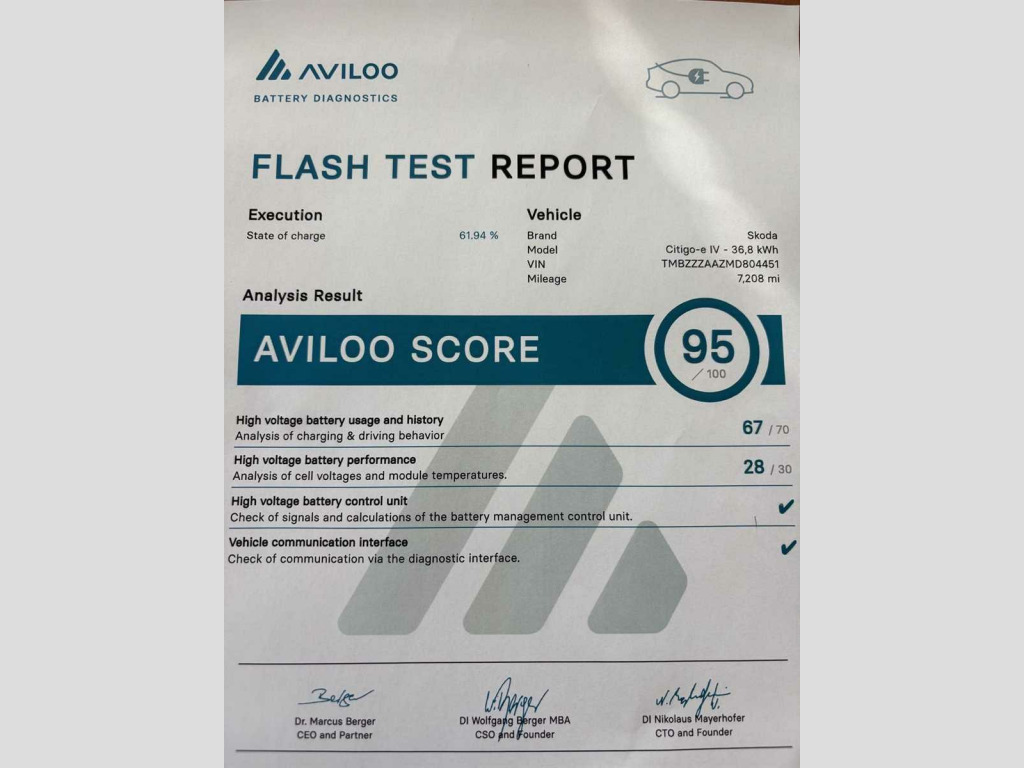 AVILOO
BATTERY DIAGNOSTICS
FLASH TEST REPORT
Execution
State of charge 61.94 %
Vehicle
Brand Skoda
Model Citigo-e IV - 36,8 kWh
VIN TMBZZZAAZMD804451
Mileage 7,208 mi
Analysis Result
AVILOO SCORE 95 / 100
High voltage battery usage and history
Analysis of charging & driving behavior 67 / 70
High voltage battery performance
Analysis of cell voltages and module temperatures. 28 / 30
High voltage battery control unit
Check of signals and calculations of the battery management control unit. ✔
Vehicle communication interface
Check of communication via the diagnostic interface. ✔
Dr. Marcus Berger
CEO and Partner
DI Wolfgang Berger MBA
CSO and Founder
DI Nikolaus Mayerhofer
CTO and Founder